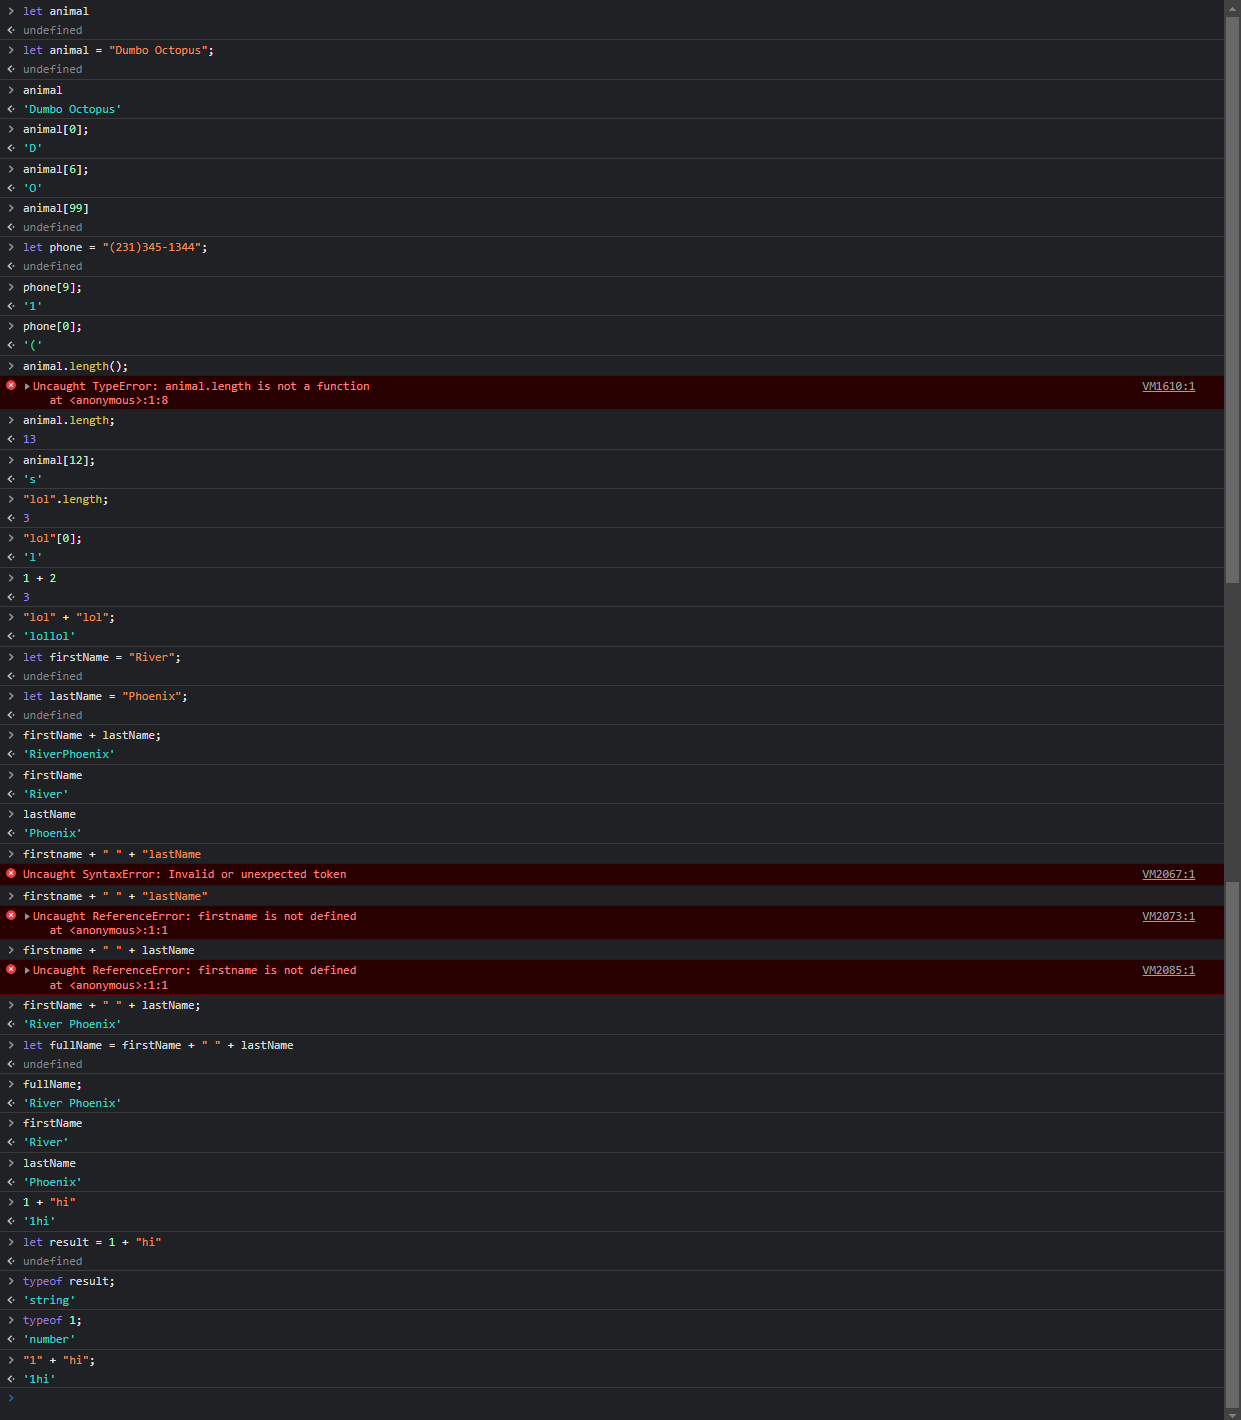 let animal
undefined
let animal = "Dumbo Octopus";
undefined
animal
'Dumbo Octopus'
animal[0];
'D'
animal[6];
'O'
animal[99]
undefined
let phone = "(231)345-1344";
undefined
phone[9];
'1'
phone[0];
'('
animal.length();
Uncaught TypeError: animal.length is not a function VM1610:1
at <anonymous>:1:8
animal.length;
13
animal[12];
's'
"lol".length;
3
"lol"[0];
'l'
1 + 2
3
"lol" + "lol";
'lollol'
let firstName = "River";
undefined
let lastName = "Phoenix";
undefined
firstName + lastName;
'RiverPhoenix'
firstName
'River'
lastName
'Phoenix'
firstname + " " + "lastName
Uncaught SyntaxError: Invalid or unexpected token VM2067:1
firstname + " " + "lastName"
Uncaught ReferenceError: firstname is not defined VM2073:1
at <anonymous>:1:1
firstname + " " + lastName
Uncaught ReferenceError: firstname is not defined VM2085:1
at <anonymous>:1:1
firstName + " " + lastName;
'River Phoenix'
let fullName = firstName + " " + lastName
undefined
fullName;
'River Phoenix'
firstName
'River'
lastName
'Phoenix'
1 + "hi"
'1hi'
let result = 1 + "hi"
undefined
typeof result;
'string'
typeof 1;
'number'
"1" + "hi";
'1hi'